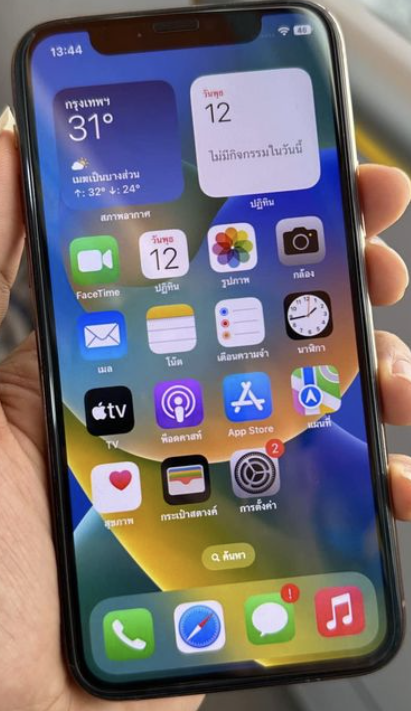 13:44
46
กรุงเทพฯ
31°
เมฆเป็นบางส่วน
↑: 32° ↓: 24°
สภาพอากาศ
วันพุธ
12
ไม่มีกิจกรรมในวันนี้
ปฏิทิน
FaceTime
วันพุธ
12
ปฏิทิน
รูปภาพ
กล้อง
เมล
โน้ต
เตือนความจำ
นาฬิกา
tv
TV
พ็อดคาสท์
App Store
แผนที่
สุขภาพ
กระเป๋าสตางค์
2
การตั้งค่า
ค้นหา
!